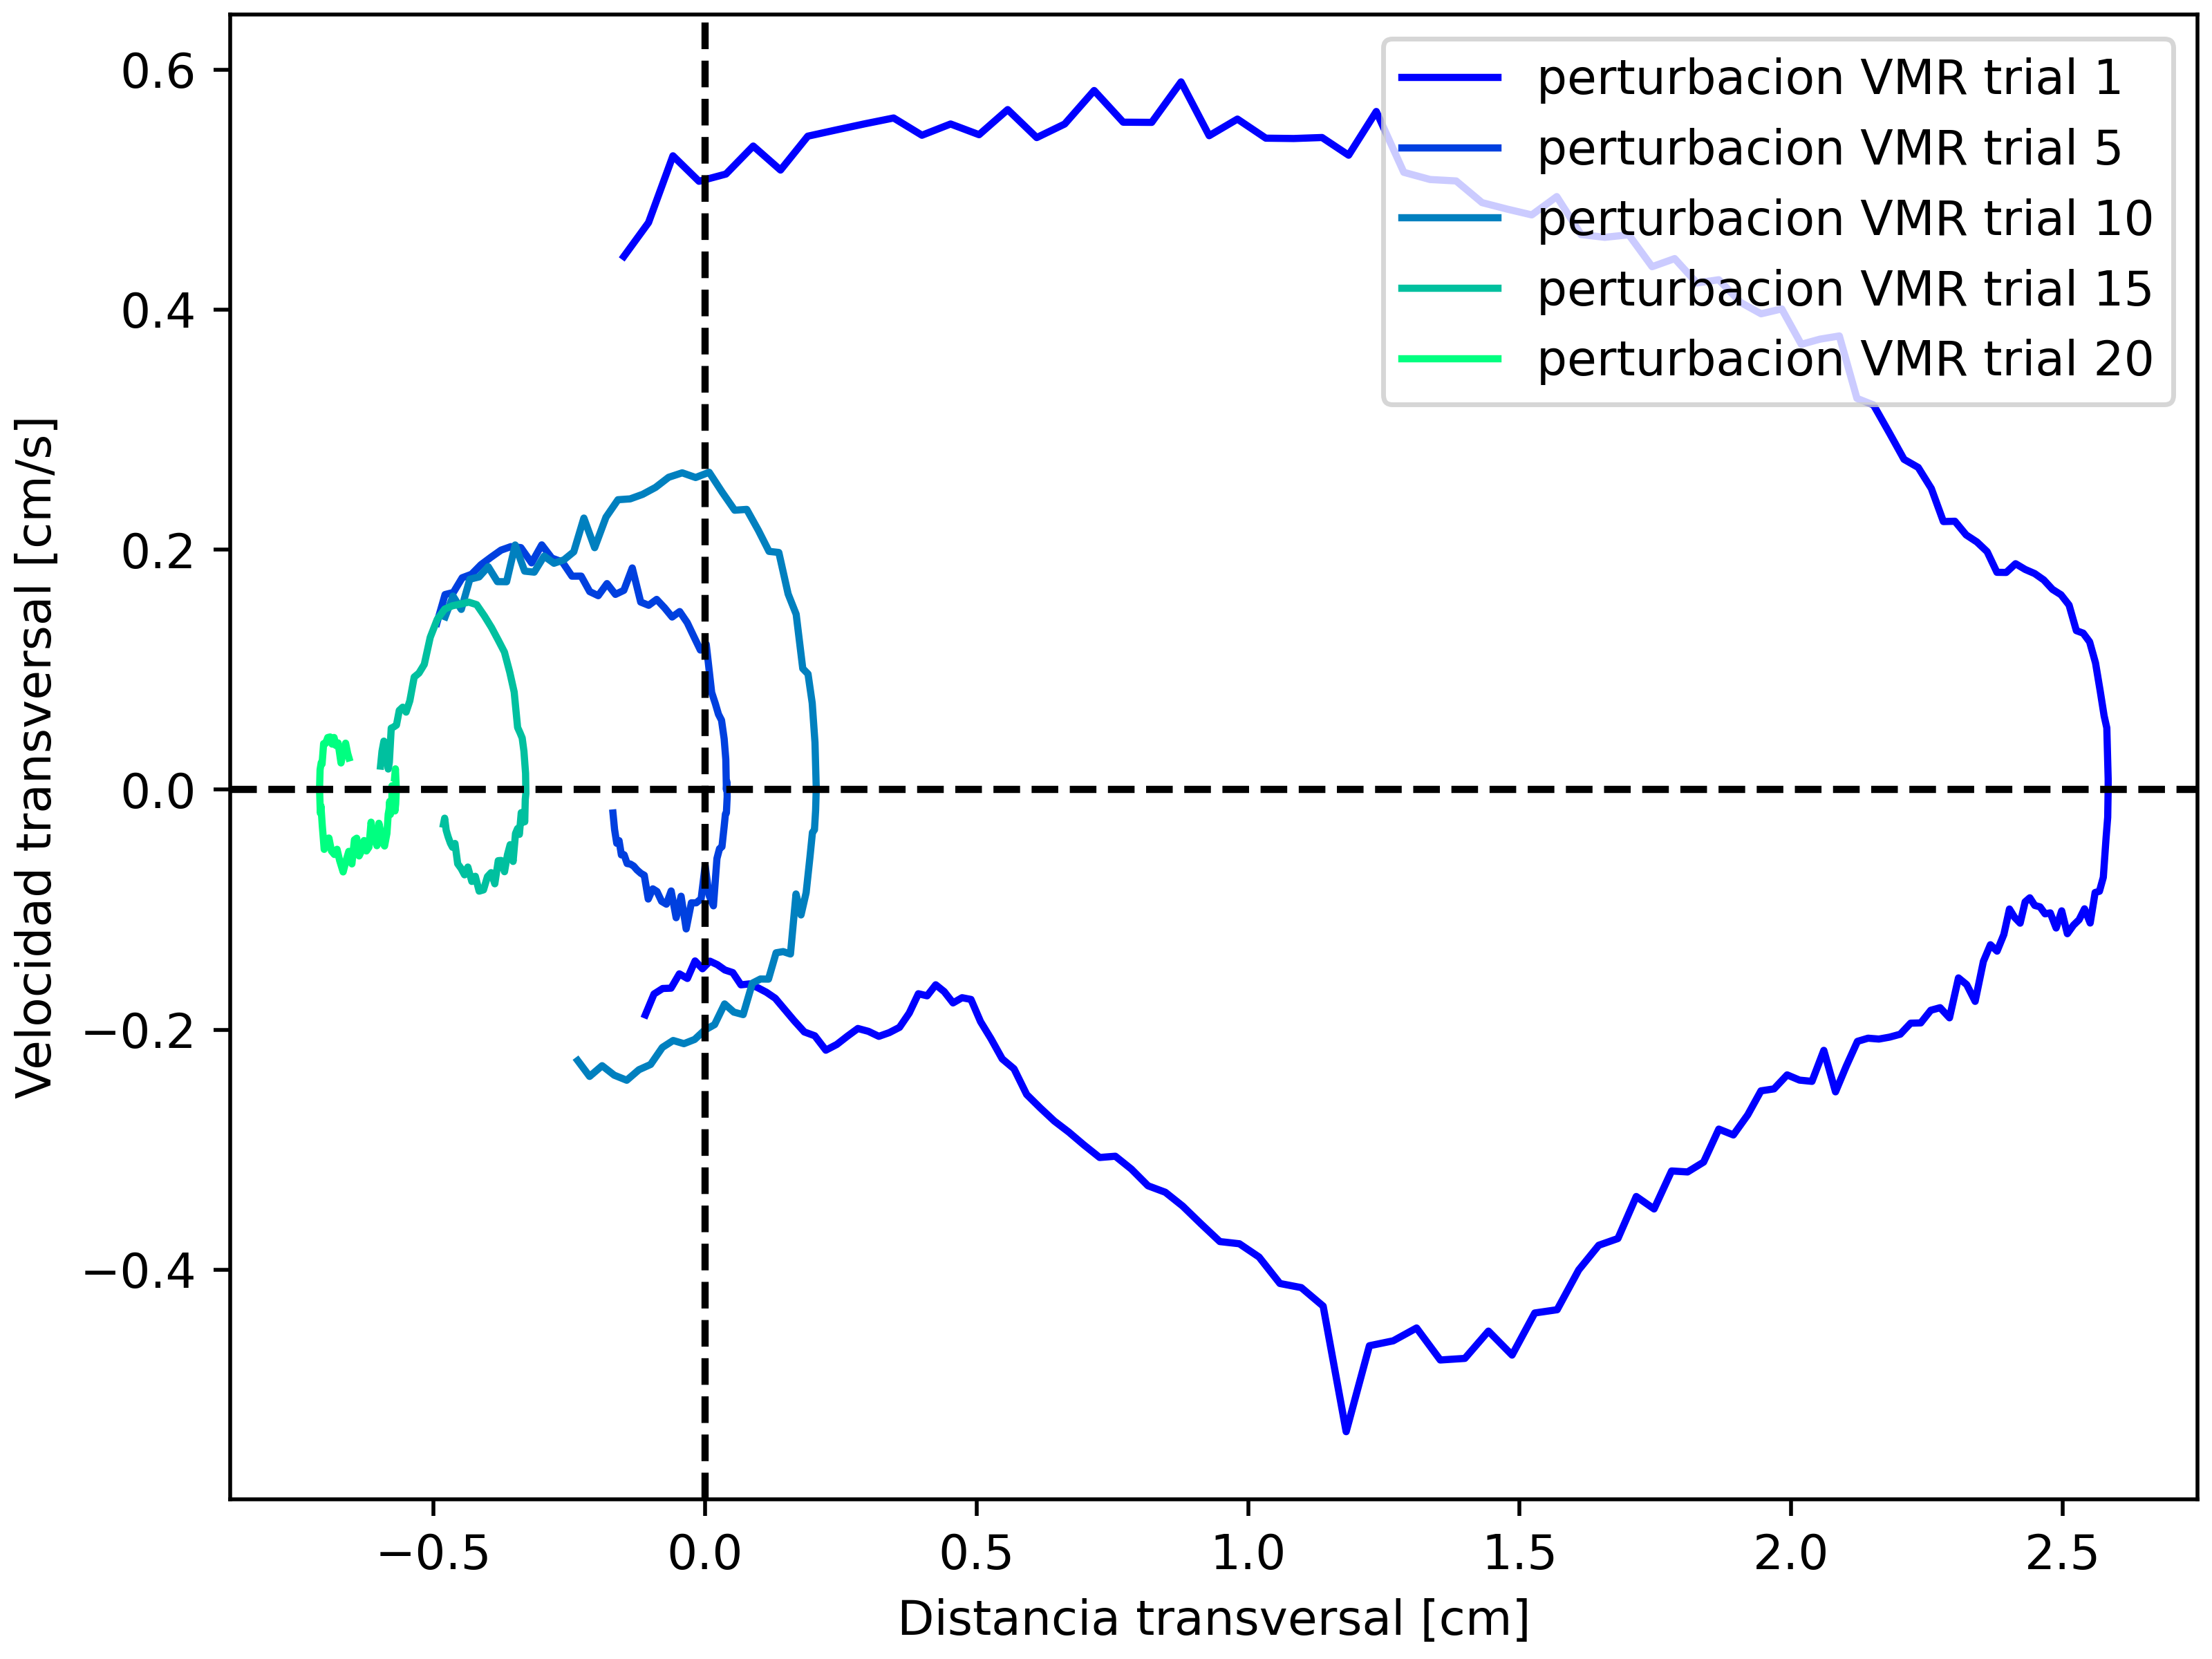 0.6
0.4
0.2
0.0
−0.2
−0.4
Velocidad transversal [cm/s]
perturbacion VMR trial 1
perturbacion VMR trial 5
perturbacion VMR trial 10
perturbacion VMR trial 15
perturbacion VMR trial 20
−0.5 0.0 0.5 1.0 1.5 2.0 2.5
Distancia transversal [cm]